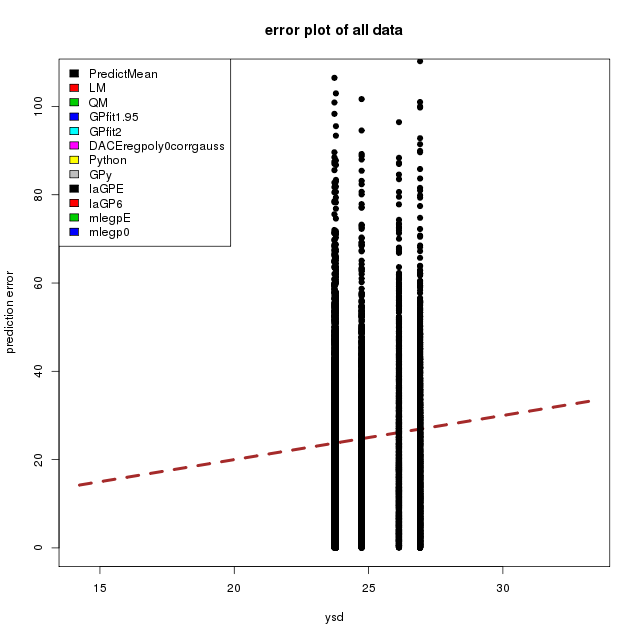 error plot of all data
PredictMean
LM
QM
GPfit1.95
GPfit2
DACEregpoly0corrgauss
Python
GPy
laGPE
laGP6
mlegpE
mlegp0
prediction error
0
20
40
60
80
100
15
20
25
30
ysd